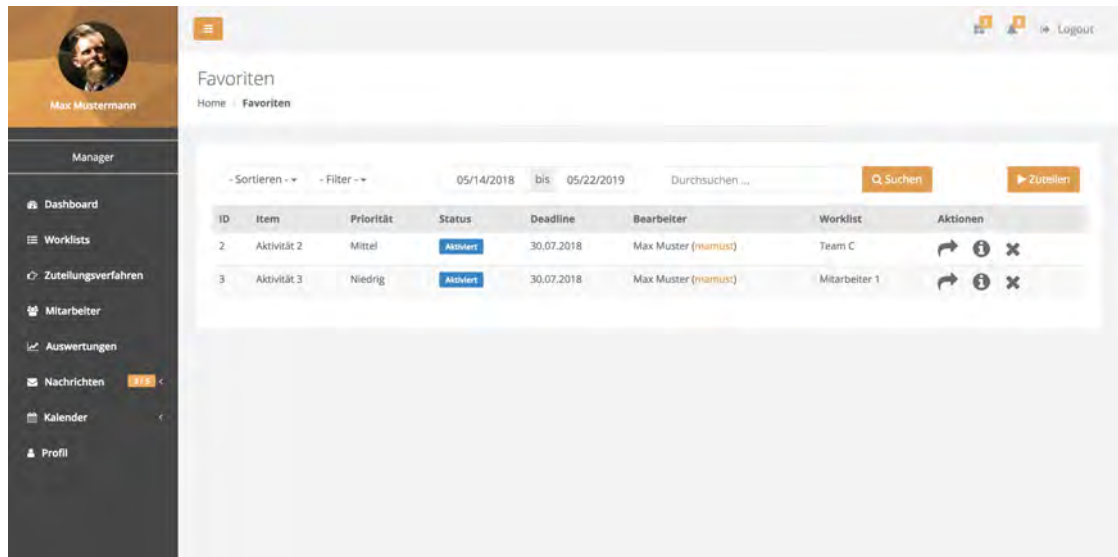 Logout
Max Mustermann
Manager
Dashboard
Worklists
Zuteilungsverfahren
Mitarbeiter
Auswertungen
Nachrichten
Kalender
Profil
Favoriten
Home / Favoriten
- Sortieren - - Filter - 05/14/2018 bis 05/22/2019 Durchsuchen ... Suchen Zuteilen
ID Item Priorität Status Deadline Bearbeiter Worklist Aktionen
2 Aktivität 2 Mittel Aktiviert 30.07.2018 Max Muster (mamust) Team C
3 Aktivität 3 Niedrig Aktiviert 30.07.2018 Max Muster (mamust) Mitarbeiter 1